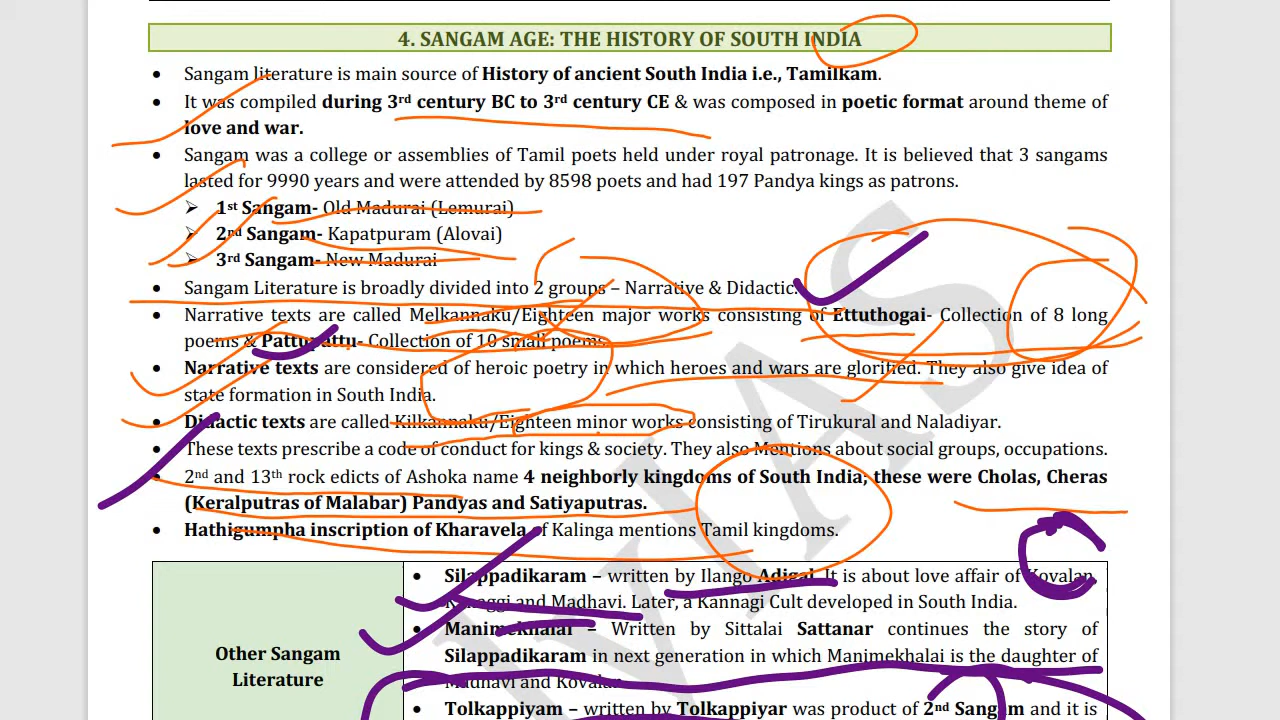 4. SANGAM AGE: THE HISTORY OF SOUTH INDIA
• Sangam literature is main source of History of ancient South India i.e., Tamilkam.
• It was compiled during 3rd century BC to 3rd century CE & was composed in poetic format around theme of
love and war.
• Sangam was a college or assemblies of Tamil poets held under royal patronage. It is believed that 3 sangams
lasted for 9990 years and were attended by 8598 poets and had 197 Pandya kings as patrons.
➢ 1st Sangam- Old Madurai (Lemurai)
➢ 2nd Sangam- Kapatpuram (Alovai)
➢ 3rd Sangam- New Madurai
• Sangam Literature is broadly divided into 2 groups – Narrative & Didactic.
• Narrative texts are called Melkannaku/Eighteen major works consisting of Ettuthogai- Collection of 8 long
poems & Pattupattu- Collection of 10 small poems.
• Narrative texts are considered of heroic poetry in which heroes and wars are glorified. They also give idea of
state formation in South India.
• Didactic texts are called Kilkannaku/Eighteen minor works consisting of Tirukural and Naladiyar.
• These texts prescribe a code of conduct for kings & society. They also Mentions about social groups, occupations.
• 2nd and 13th rock edicts of Ashoka name 4 neighborly kingdoms of South India; these were Cholas, Cheras
(Keralputras of Malabar) Pandyas and Satiyaputras.
• Hathigumpha inscription of Kharavela of Kalinga mentions Tamil kingdoms.
Other Sangam
Literature
• Silappadikaram – written by Ilango Adigal. It is about love affair of Kovalan,
Kanaggi and Madhavi. Later, a Kannagi Cult developed in South India.
• Manimekhalai – Written by Sittalai Sattanar continues the story of
Silappadikaram in next generation in which Manimekhalai is the daughter of
Madhavi and Kovalan.
• Tolkappiyam – written by Tolkappiyar was product of 2nd Sangam and it is